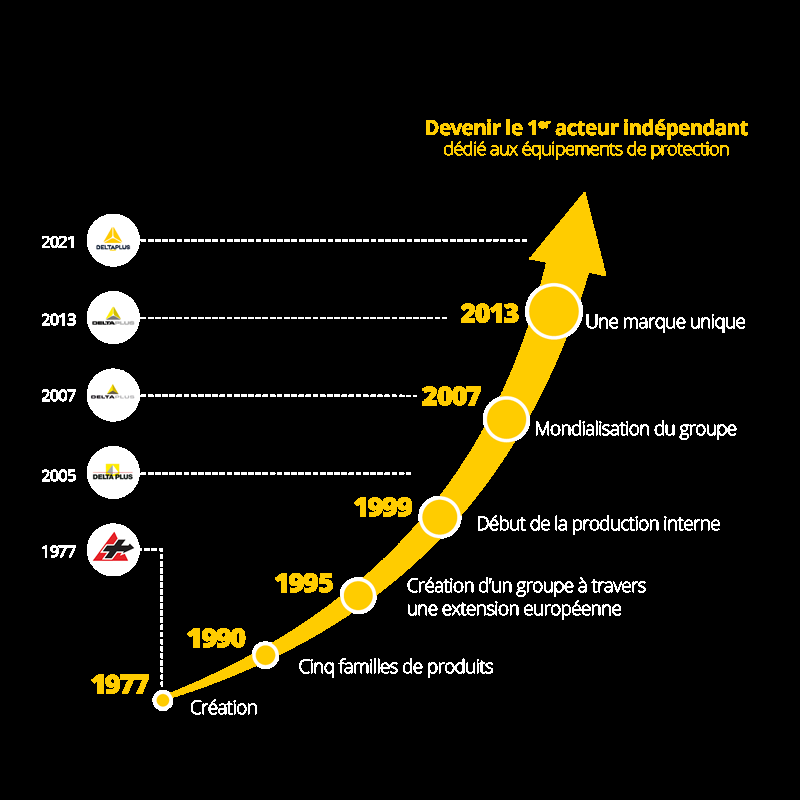 Devenir le 1er acteur indépendant
dédié aux équipements de protection
2021
DELTAPLUS
2013
DELTAPLUS
2013
Une marque unique
2007
DELTAPLUS
2007
Mondialisation du groupe
2005
DELTA PLUS
1999
Début de la production interne
1977
1995
Création d’un groupe à travers
une extension européenne
1990
Cinq familles de produits
1977
Création